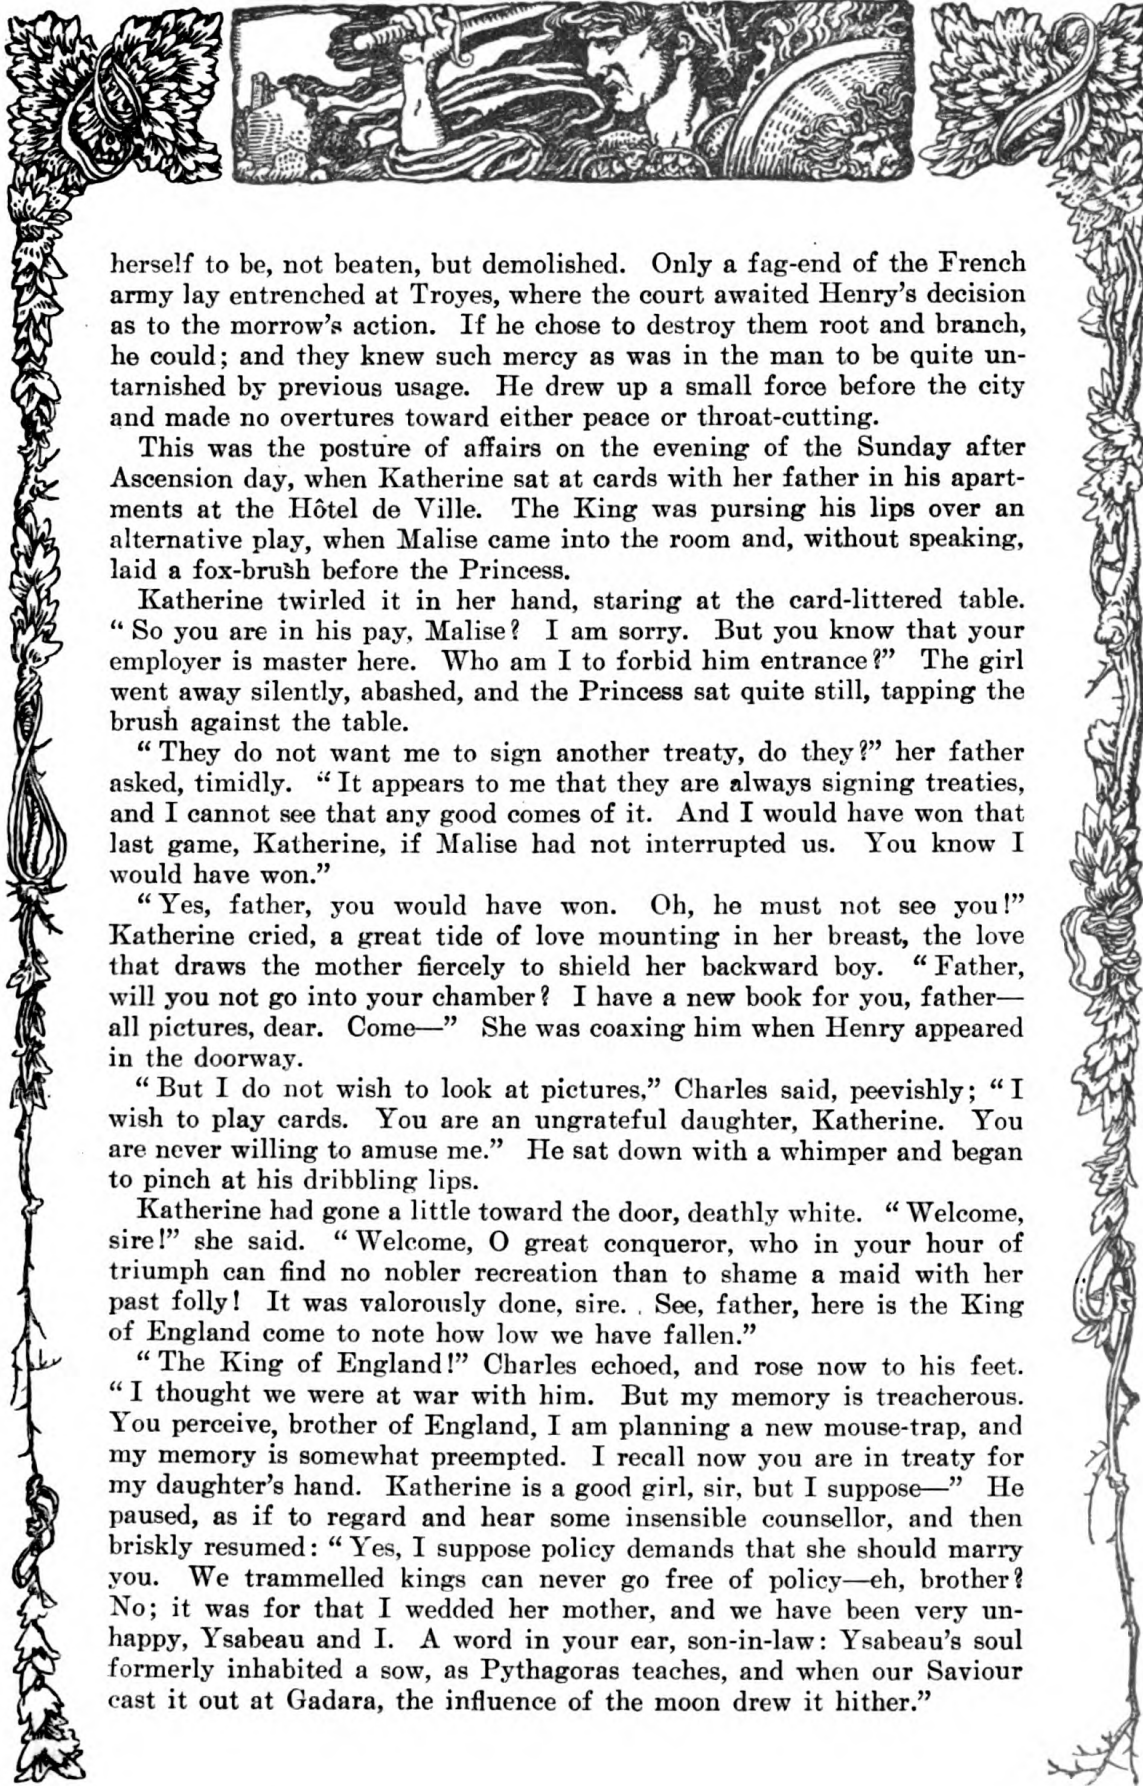 herself to be, not beaten, but demolished. Only a fag-end of the French
army lay entrenched at Troyes, where the court awaited Henry's decision
as to the morrow's action. If he chose to destroy them root and branch,
he could; and they knew such mercy as was in the man to be quite un-
tarnished by previous usage. He drew up a small force before the city
and made no overtures toward either peace or throat-cutting.
This was the posture of affairs on the evening of the Sunday after
Ascension day, when Katherine sat at cards with her father in his apart-
ments at the Hôtel de Ville. The King was pursing his lips over an
alternative play, when Malise came into the room and, without speaking,
laid a fox-brush before the Princess.
Katherine twirled it in her hand, staring at the card-littered table.
“So you are in his pay, Malise? I am sorry. But you know that your
employer is master here. Who am I to forbid him entrance?” The girl
went away silently, abashed, and the Princess sat quite still, tapping the
brush against the table.
“They do not want me to sign another treaty, do they?” her father
asked, timidly. “It appears to me that they are always signing treaties,
and I cannot see that any good comes of it. And I would have won that
last game, Katherine, if Malise had not interrupted us. You know I
would have won.”
“Yes, father, you would have won. Oh, he must not see you!”
Katherine cried, a great tide of love mounting in her breast, the love
that draws the mother fiercely to shield her backward boy. “Father,
will you not go into your chamber? I have a new book for you, father—
all pictures, dear. Come—” She was coaxing him when Henry appeared
in the doorway.
“But I do not wish to look at pictures,” Charles said, peevishly; “I
wish to play cards. You are an ungrateful daughter, Katherine. You
are never willing to amuse me.” He sat down with a whimper and began
to pinch at his dribbling lips.
Katherine had gone a little toward the door, deathly white. “Welcome,
sire!” she said. “Welcome, O great conqueror, who in your hour of
triumph can find no nobler recreation than to shame a maid with her
past folly! It was valorously done, sire. See, father, here is the King
of England come to note how low we have fallen.”
“The King of England!” Charles echoed, and rose now to his feet.
“I thought we were at war with him. But my memory is treacherous.
You perceive, brother of England, I am planning a new mouse-trap, and
my memory is somewhat preempted. I recall now you are in treaty for
my daughter's hand. Katherine is a good girl, sir, but I suppose—” He
paused, as if to regard and hear some insensible counsellor, and then
briskly resumed: “Yes, I suppose policy demands that she should marry
you. We trammelled kings can never go free of policy—eh, brother?
No; it was for that I wedded her mother, and we have been very un-
happy, Ysabeau and I. A word in your ear, son-in-law: Ysabeau's soul
formerly inhabited a sow, as Pythagoras teaches, and when our Saviour
cast it out at Gadara, the influence of the moon drew it hither.”